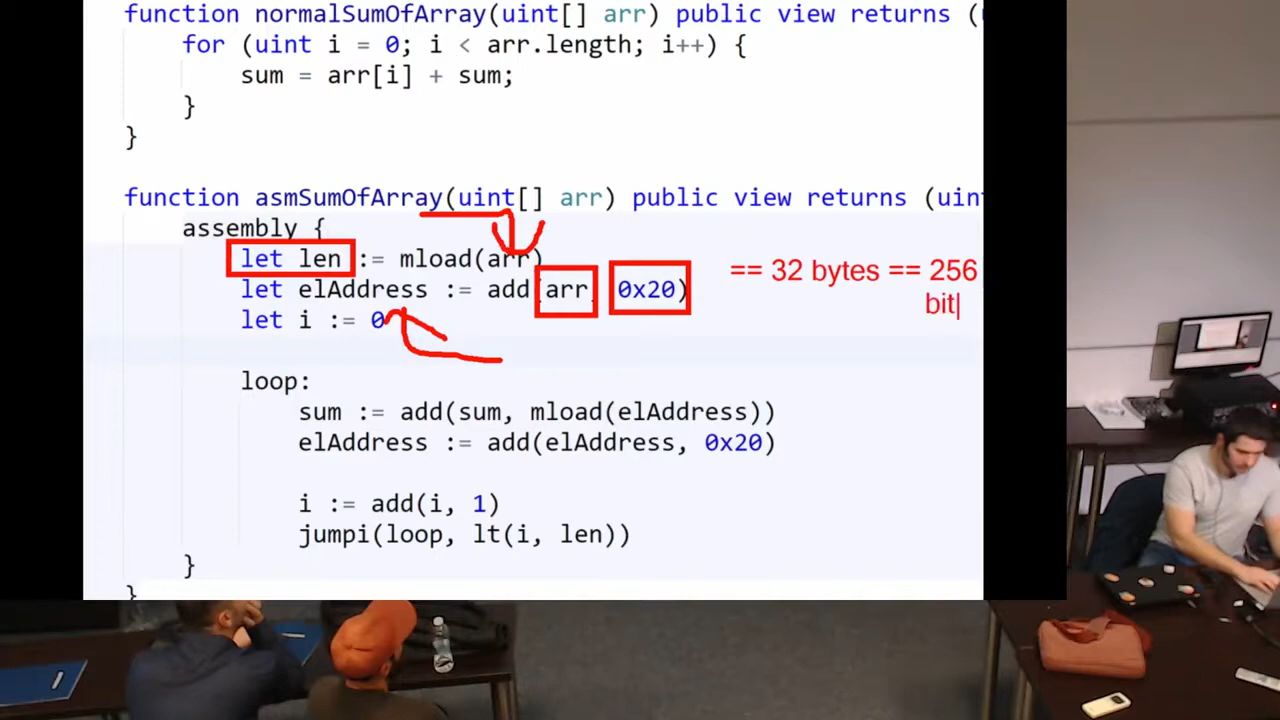 function normalSumOfArray(uint[] arr) public view returns (
for (uint i = 0; i < arr.length; i++) {
sum = arr[i] + sum;
}
}
function asmSumOfArray(uint[] arr) public view returns (uin
assembly {
let len := mload(arr)
let elAddress := add(arr, 0x20)
let i := 0
== 32 bytes == 256
bit|
loop:
sum := add(sum, mload(elAddress))
elAddress := add(elAddress, 0x20)
i := add(i, 1)
jumpi(loop, lt(i, len))
}
}